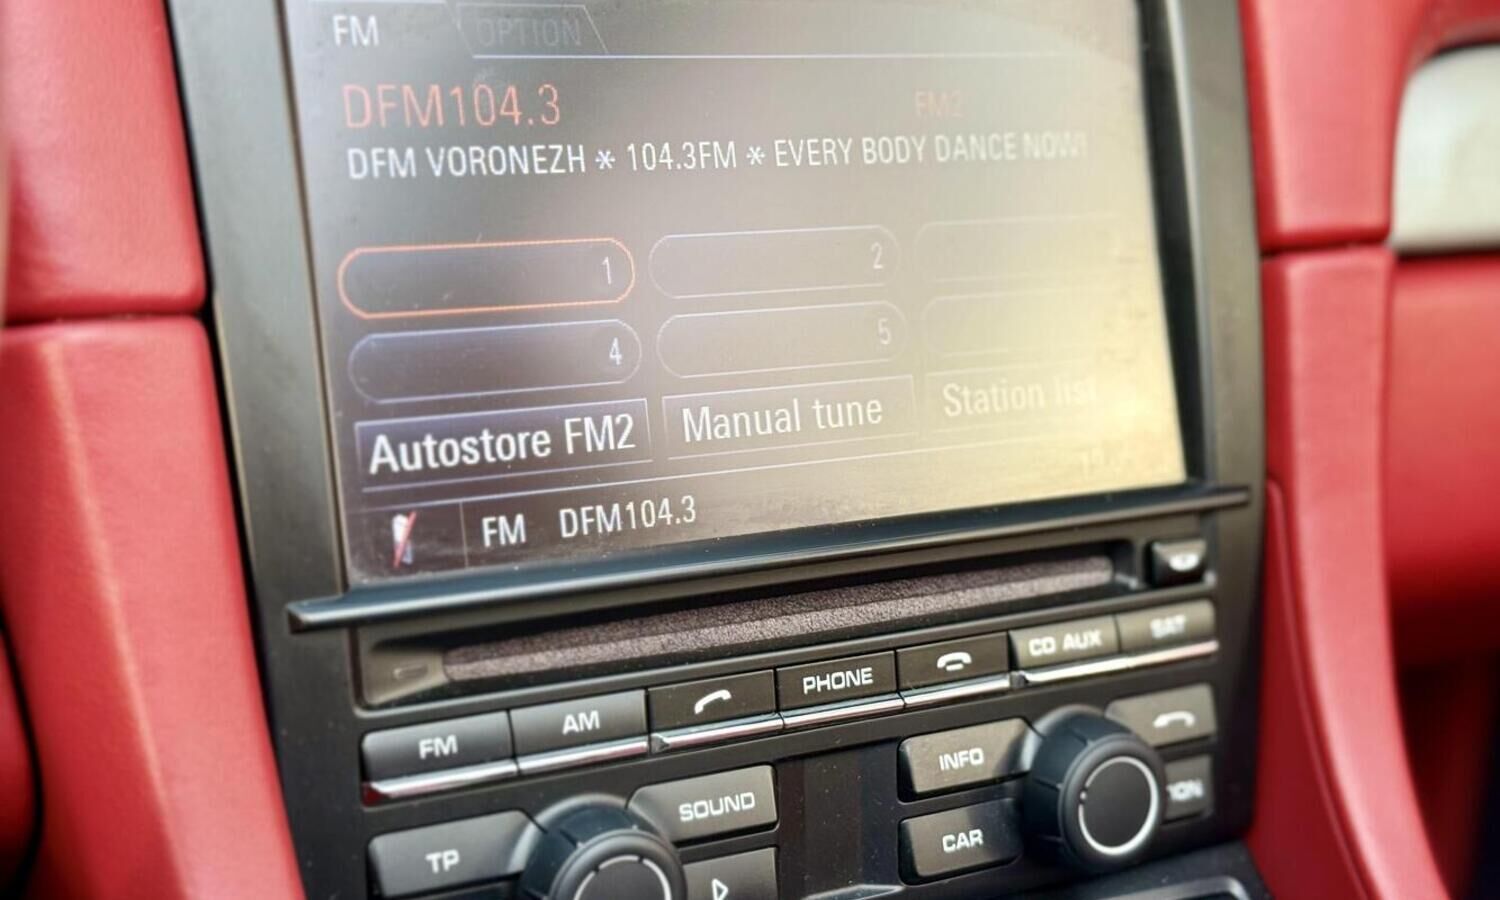 FM OPTION
DFM104.3 FM2
DFM VORONEZH * 104.3FM * EVERY BODY DANCE NOW!
1 2
4 5
Autostore FM2 Manual tune Station list
FM DFM104.3
FM AM PHONE CD AUX SAT
TP SOUND INFO
CAR